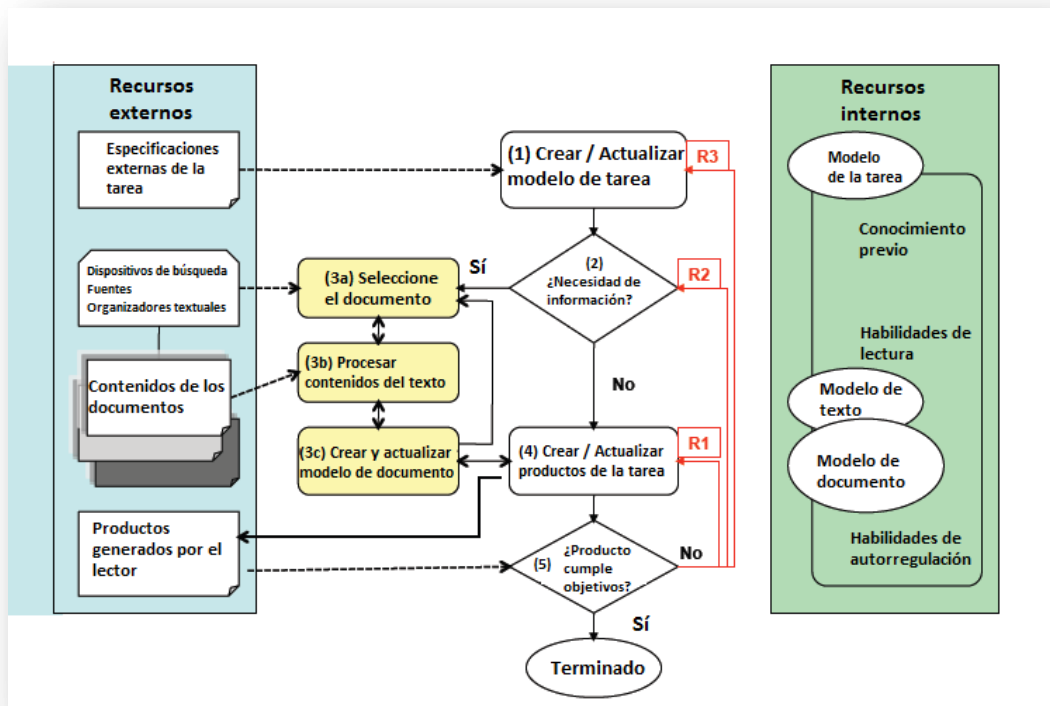 Recursos
externos
Especificaciones
externas de la
tarea
Dispositivos de búsqueda
Fuentes
Organizadores textuales
Contenidos de los
documentos
Productos
generados por el
lector
(1) Crear / Actualizar
modelo de tarea
R3
(2)
¿Necesidad de
información?
R2
Sí
(3a) Seleccione
el documento
(3b) Procesar
contenidos del texto
(3c) Crear y actualizar
modelo de documento
No
(4) Crear / Actualizar
productos de la tarea
R1
(5)
¿Producto
cumple
objetivos?
No
Sí
Terminado
Recursos
internos
Modelo
de la tarea
Conocimiento
previo
Habilidades de
lectura
Modelo de
texto
Modelo de
documento
Habilidades de
autorregulación